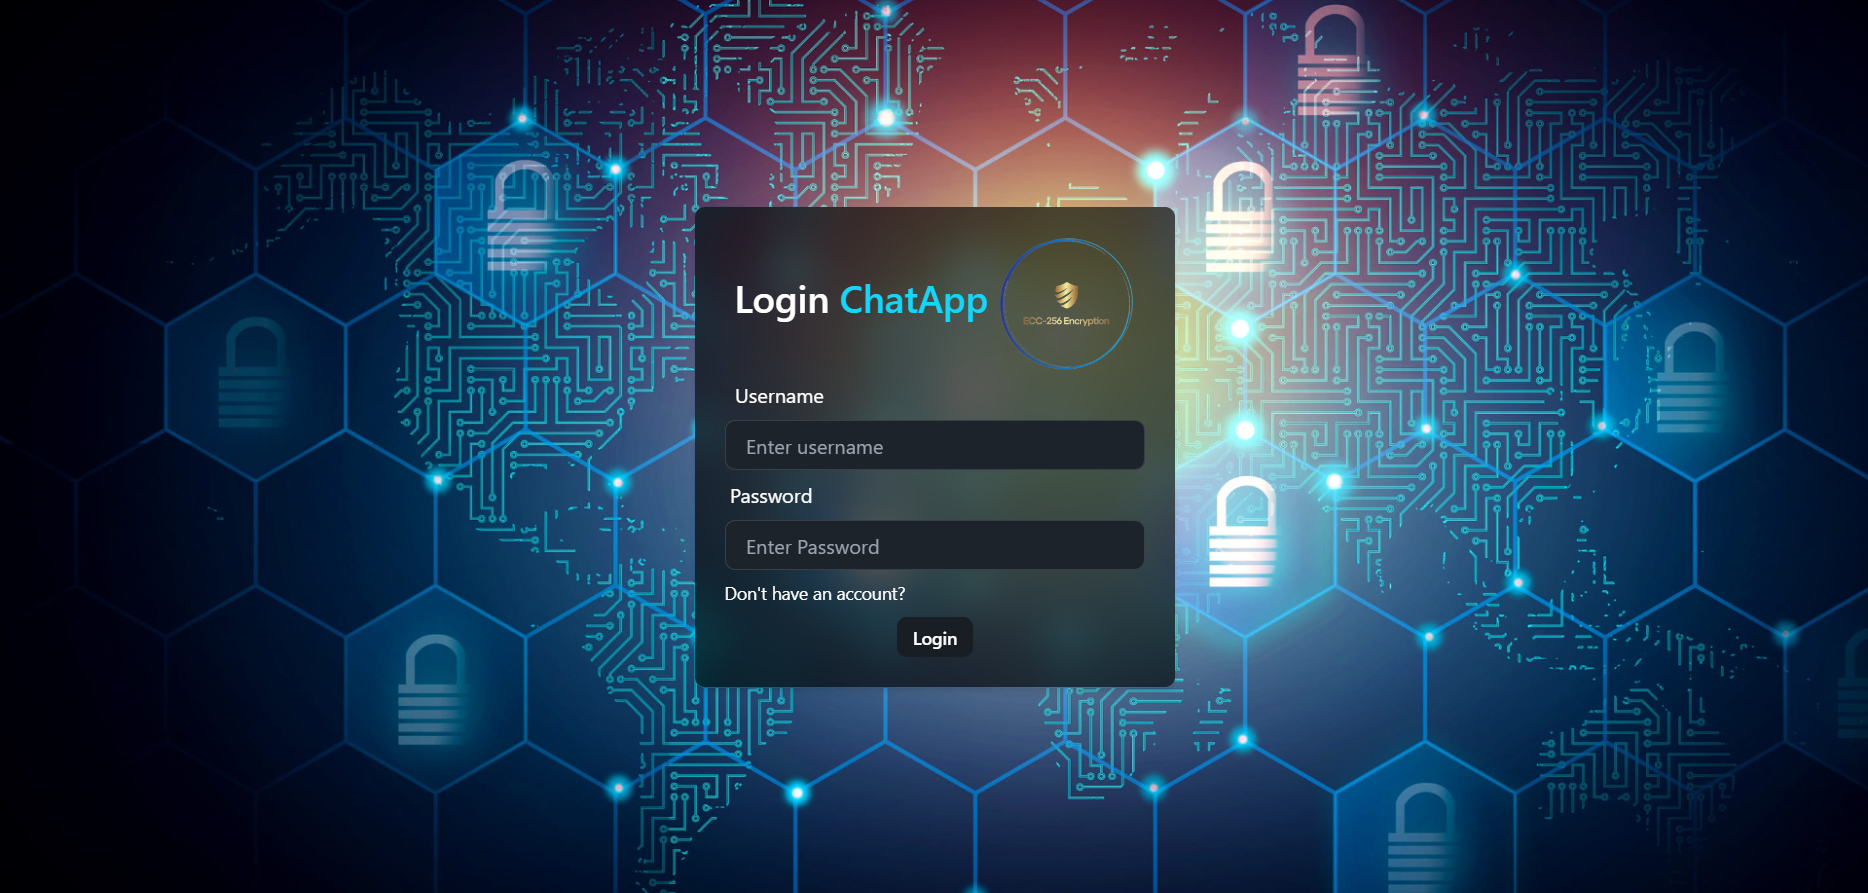 Login ChatApp
ECC-256 Encryption
Username
Enter username
Password
Enter Password
Don't have an account?
Login